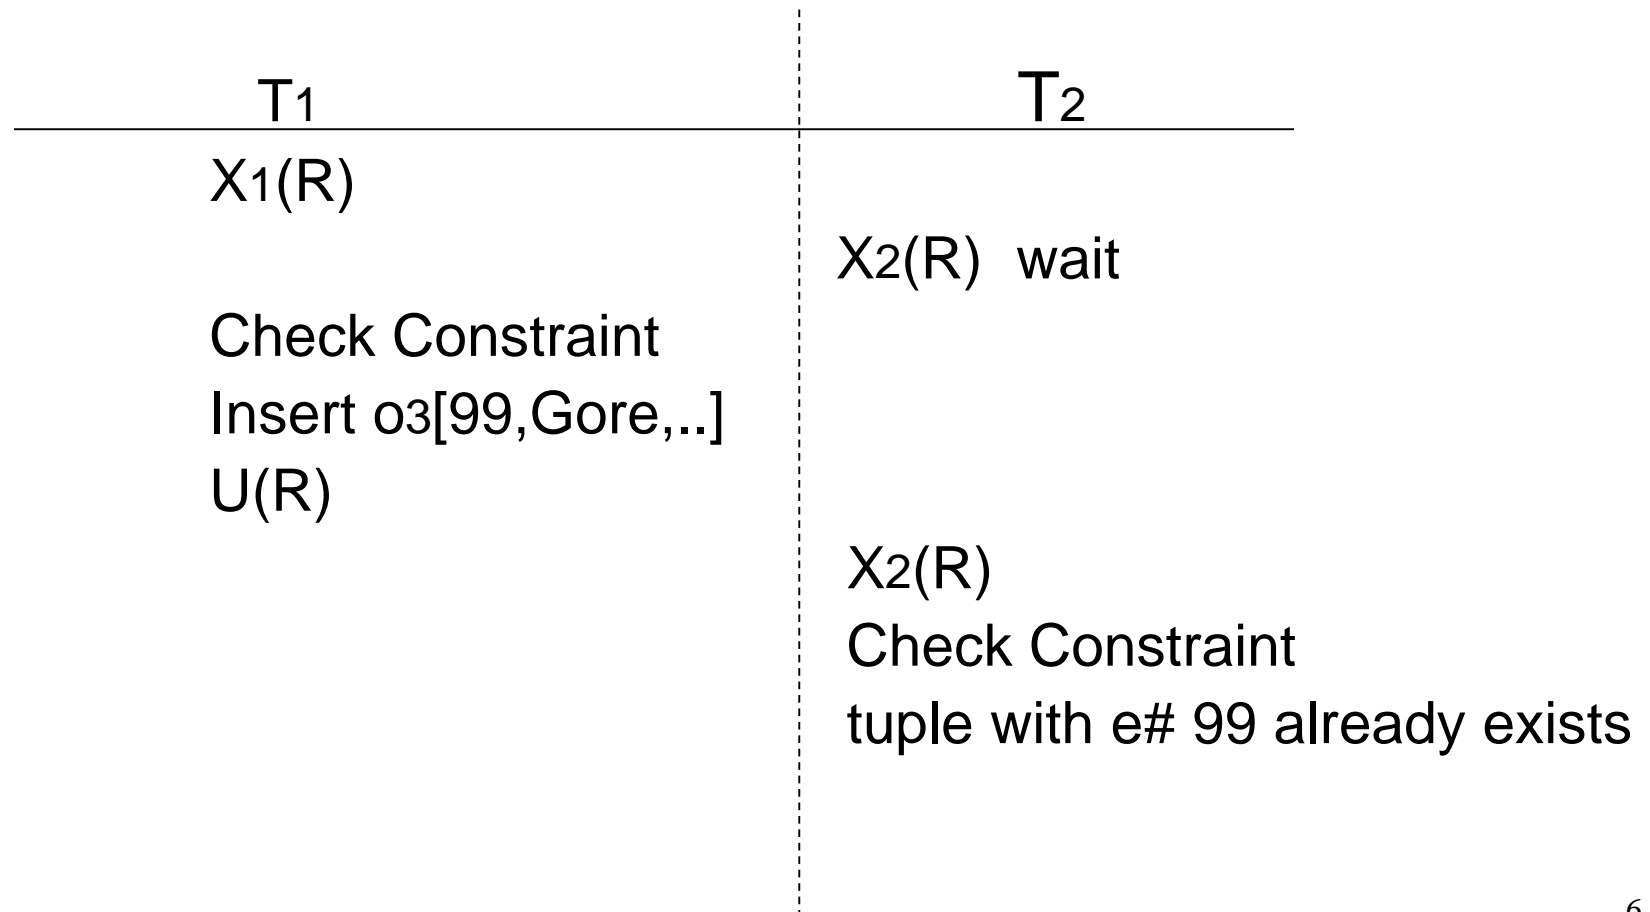 T1 T2
X1(R)
X2(R) wait
Check Constraint
Insert o3[99,Gore,..]
U(R)
X2(R)
Check Constraint
tuple with e# 99 already exists
6